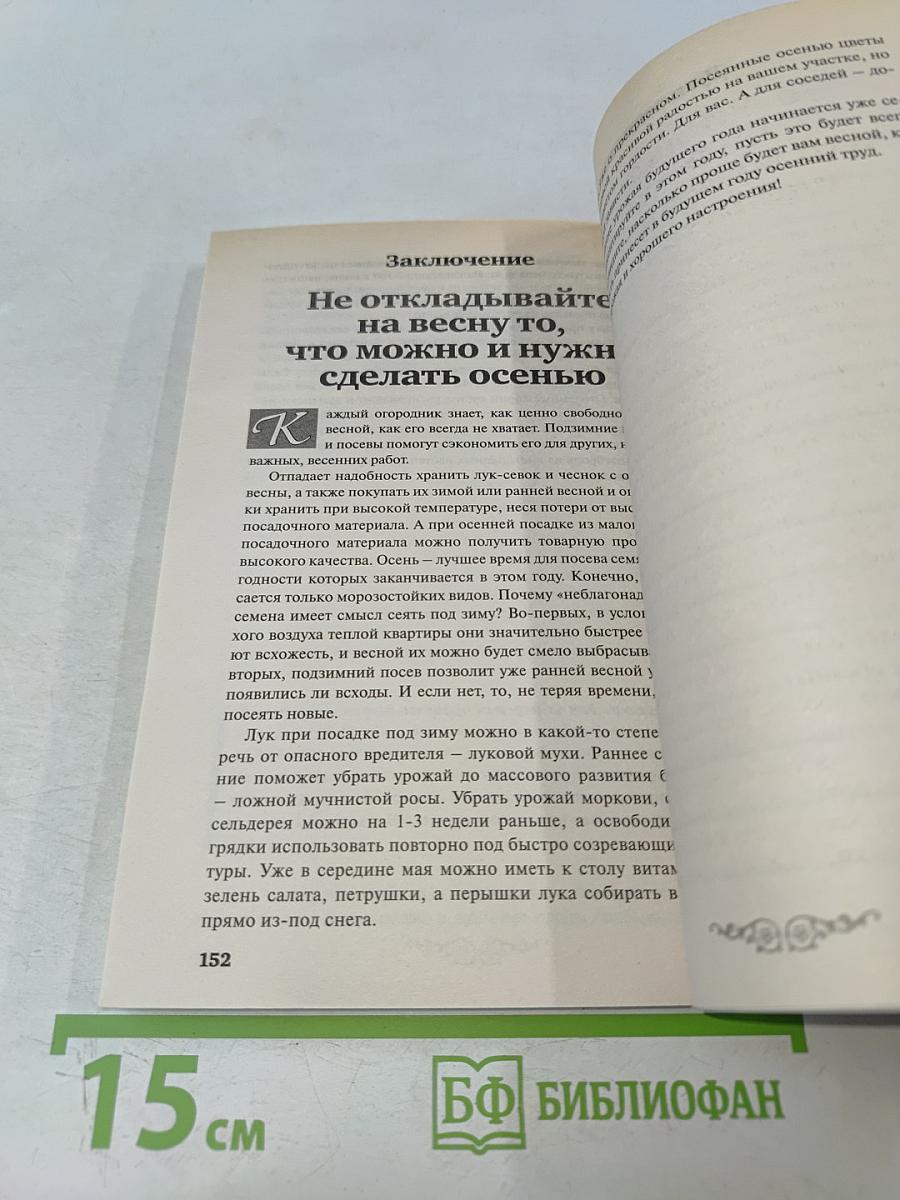 Заключение
Не откладывайте
на весну то,
что можно и нужн
сделать осенью
Каждый огородник знает, как ценно свободно
весной, как его всегда не хватает. Подзимние
и посевы помогут сэкономить его для других,
важных, весенних работ.
Отпадает надобность хранить лук-севок и чеснок с о
весны, а также покупать их зимой или ранней весной и
ки хранить при высокой температуре, неся потери от выс
посадочного материала. А при осенней посадке из мало
посадочного материала можно получить товарную про
высокого качества. Осень – лучшее время для посева сем
годности которых заканчивается в этом году. Конечно,
сается только морозостойких видов. Почему «неблагонад
семена имеет смысл сеять под зиму? Во-первых, в усло
хого воздуха теплой квартиры они значительно быстрее
ют всхожесть, и весной их можно будет смело выбрасыв
вторых, подзимний посев позволит уже ранней весной у
появились ли всходы. И если нет, то, не теряя времени,
посеять новые.
Лук при посадке под зиму можно в какой-то степе
речь от опасного вредителя – луковой мухи. Раннее с
ние поможет убрать урожай до массового развития б
– ложной мучнистой росы. Убрать урожай моркови,
сельдерея можно на 1-3 недели раньше, а освободи
грядки использовать повторно под быстро созревающи
туры. Уже в середине мая можно иметь к столу витам
зелень салата, петрушки, а перышки лука собирать в
прямо из-под снега.
152
о прекрасном. Посеянные осенью цветы
красивой радостью на вашем участке, но
гордости. Для вас. А для соседей – до-
урожая будущего года начинается уже се-
в этом году, пусть это будет всег
насколько проще будет вам весной, к
принесет в будущем году осенний труд.
и хорошего настроения!
15 см
БФ БИБЛИОФАН